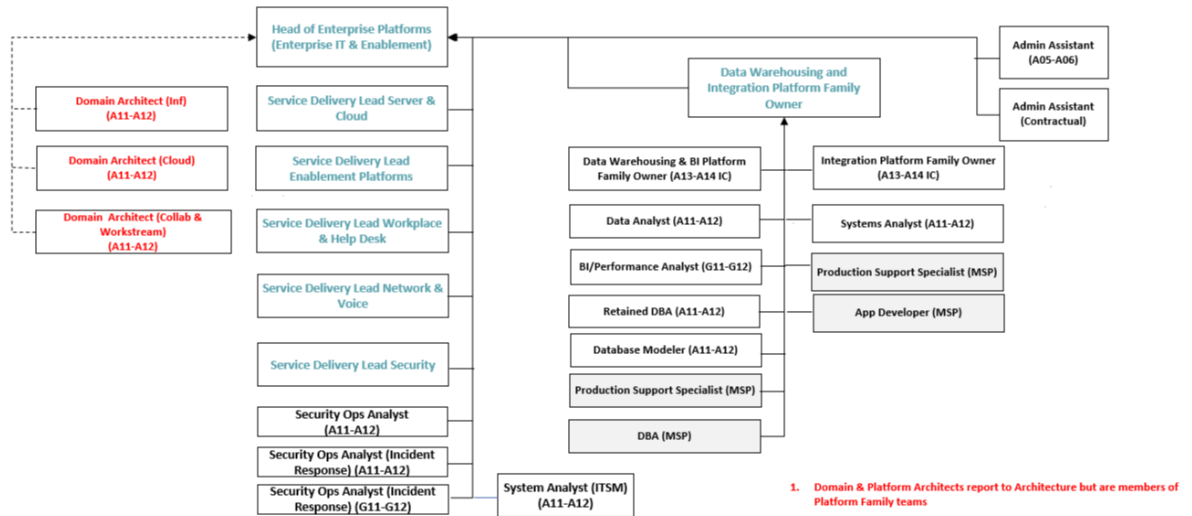 Head of Enterprise Platforms
(Enterprise IT & Enablement)
Admin Assistant
(A05-A06)
Data Warehousing and
Integration Platform Family
Owner
Domain Architect (Inf)
(A11-A12)
Service Delivery Lead Server &
Cloud
Admin Assistant
(Contractual)
Domain Architect (Cloud)
(A11-A12)
Service Delivery Lead
Enablement Platforms
Data Warehousing & BI Platform
Family Owner (A13-A14 IC)
Integration Platform Family Owner
(A13-A14 IC)
Domain Architect (Collab &
Workstream)
(A11-A12)
Service Delivery Lead Workplace
& Help Desk
Data Analyst (A11-A12)
Systems Analyst (A11-A12)
BI/Performance Analyst (G11-G12)
Production Support Specialist (MSP)
Service Delivery Lead Network &
Voice
Retained DBA (A11-A12)
App Developer (MSP)
Service Delivery Lead Security
Database Modeler (A11-A12)
Production Support Specialist (MSP)
Security Ops Analyst
(A11-A12)
DBA (MSP)
Security Ops Analyst (Incident
Response) (A11-A12)
Security Ops Analyst (Incident
Response) (G11-G12)
System Analyst (ITSM)
(A11-A12)
1. Domain & Platform Architects report to Architecture but are members of
Platform Family teams